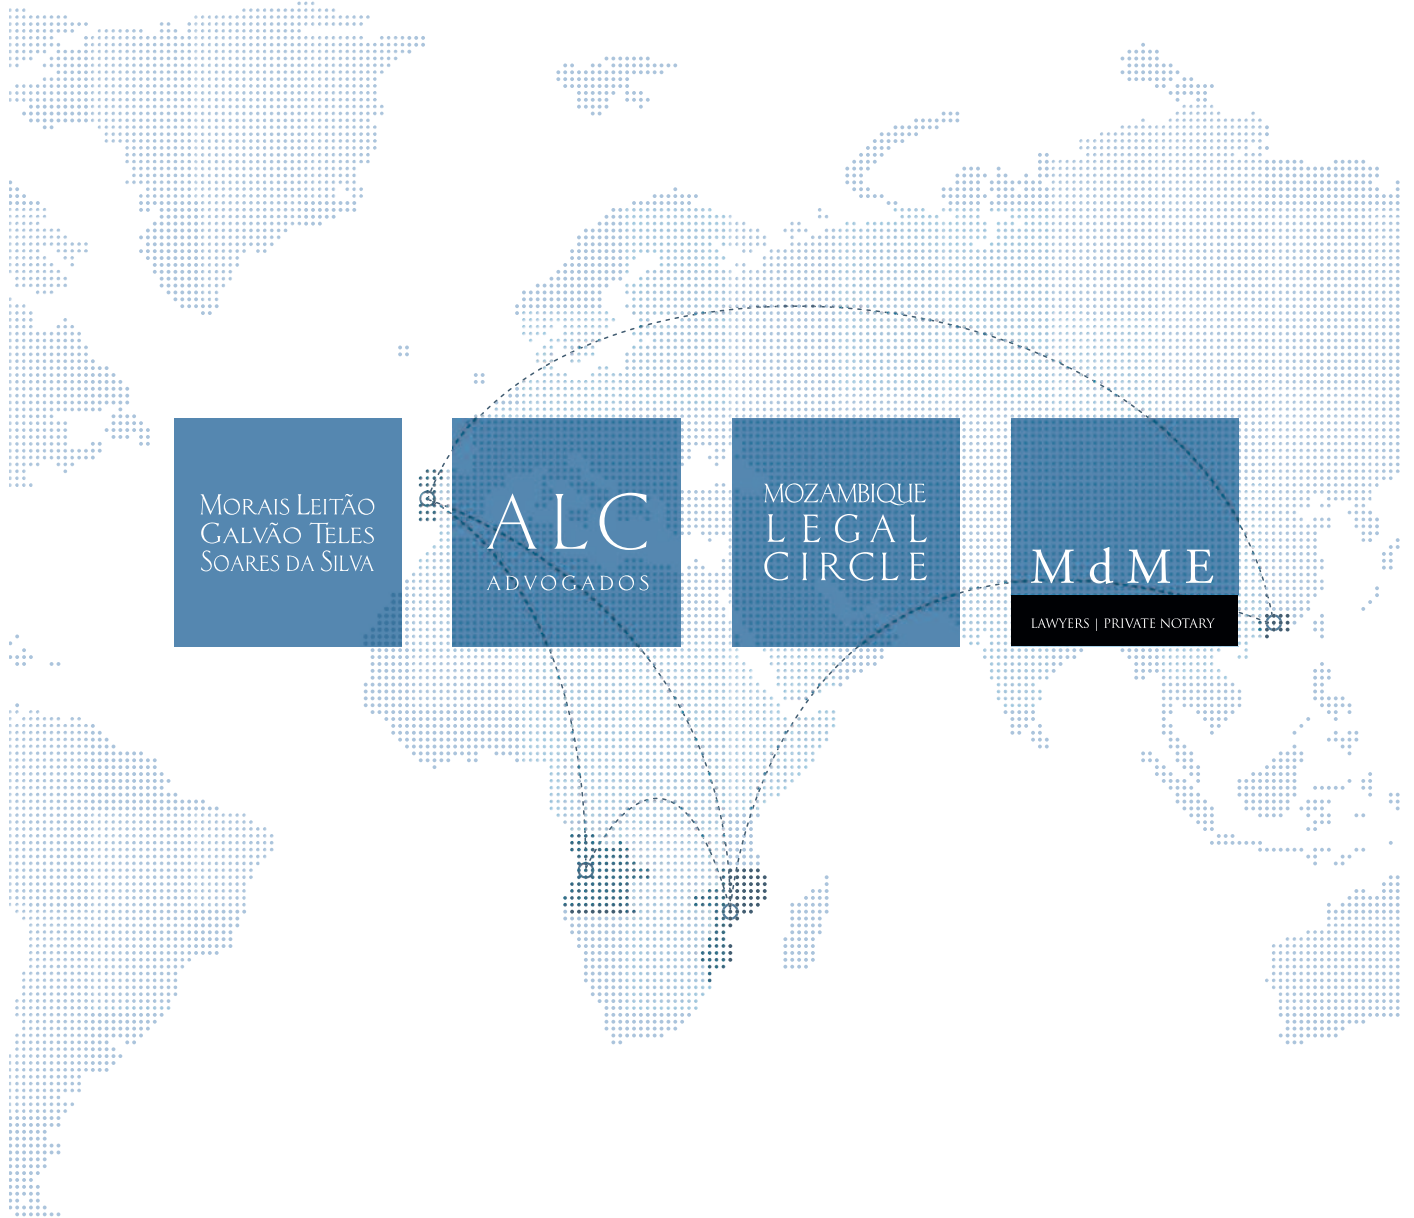 MORAIS LEITÃO
GALVÃO TELES
SOARES DA SILVA
ALC
ADVOGADOS
MOZAMBIQUE
LEGAL
CIRCLE
MdME
LAWYERS | PRIVATE NOTARY